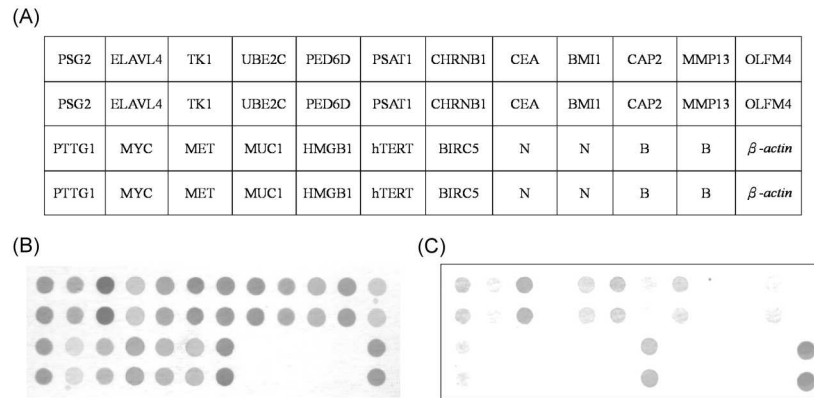 (A)
PSG2 ELAVL4 TK1 UBE2C PED6D PSAT1 CHRNB1 CEA BMI1 CAP2 MMP13 OLFM4
PSG2 ELAVL4 TK1 UBE2C PED6D PSAT1 CHRNB1 CEA BMI1 CAP2 MMP13 OLFM4
PTTG1 MYC MET MUC1 HMGB1 hTERT BIRC5 N N B B β-actin
PTTG1 MYC MET MUC1 HMGB1 hTERT BIRC5 N N B B β-actin
(B) (C)